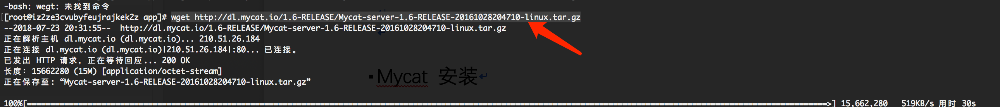 -bash: wegt: 未找到命令
[root@iz2ze3cvubyfeujrajkek2z app]# wget http://dl.mycat.io/1.6-RELEASE/Mycat-server-1.6-RELEASE-20161028204710-linux.tar.gz
--2018-07-23 20:31:55--  http://dl.mycat.io/1.6-RELEASE/Mycat-server-1.6-RELEASE-20161028204710-linux.tar.gz
正在解析主机 dl.mycat.io (dl.mycat.io)... 210.51.26.184
正在连接 dl.mycat.io (dl.mycat.io)|210.51.26.184|:80... 已连接。
已发出 HTTP 请求，正在等待回应... 200 OK
长度：15662280 (15M) [application/octet-stream]
正在保存至: “Mycat-server-1.6-RELEASE-20161028204710-linux.tar.gz”
Mycat 安装
100%[======================================================================================================================================================================>] 15,662,280   519KB/s 用时 30s